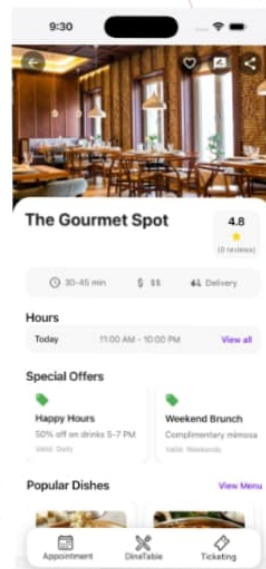 9:30
The Gourmet Spot
4.8
(0 reviews)
30-45 min
$ $$
Delivery
Hours
Today 11:00 AM - 10:00 PM View all
Special Offers
Happy Hours
50% off on drinks 5-7 PM
Valid: Daily
Weekend Brunch
Complimentary mimosa
Valid: Weekends
Popular Dishes View Menu
Appointment
DineTable
Ticketing